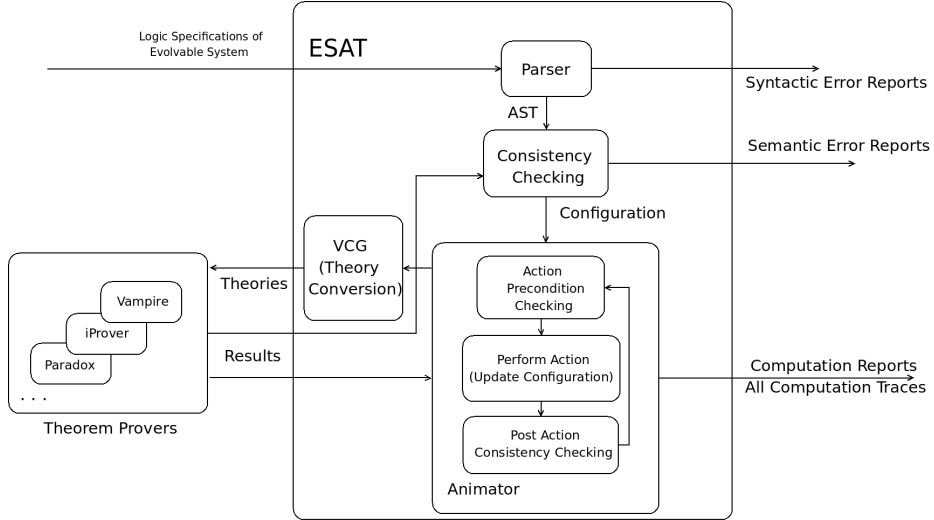 Logic Specifications of
Evolvable System
ESAT
Parser
Syntactic Error Reports
AST
Semantic Error Reports
Consistency
Checking
Configuration
VCG
(Theory
Conversion)
Theories
Action
Precondition
Checking
Vampire
iProver
Paradox
. . .
Theorem Provers
Results
Perform Action
(Update Configuration)
Computation Reports
All Computation Traces
Post Action
Consistency Checking
Animator